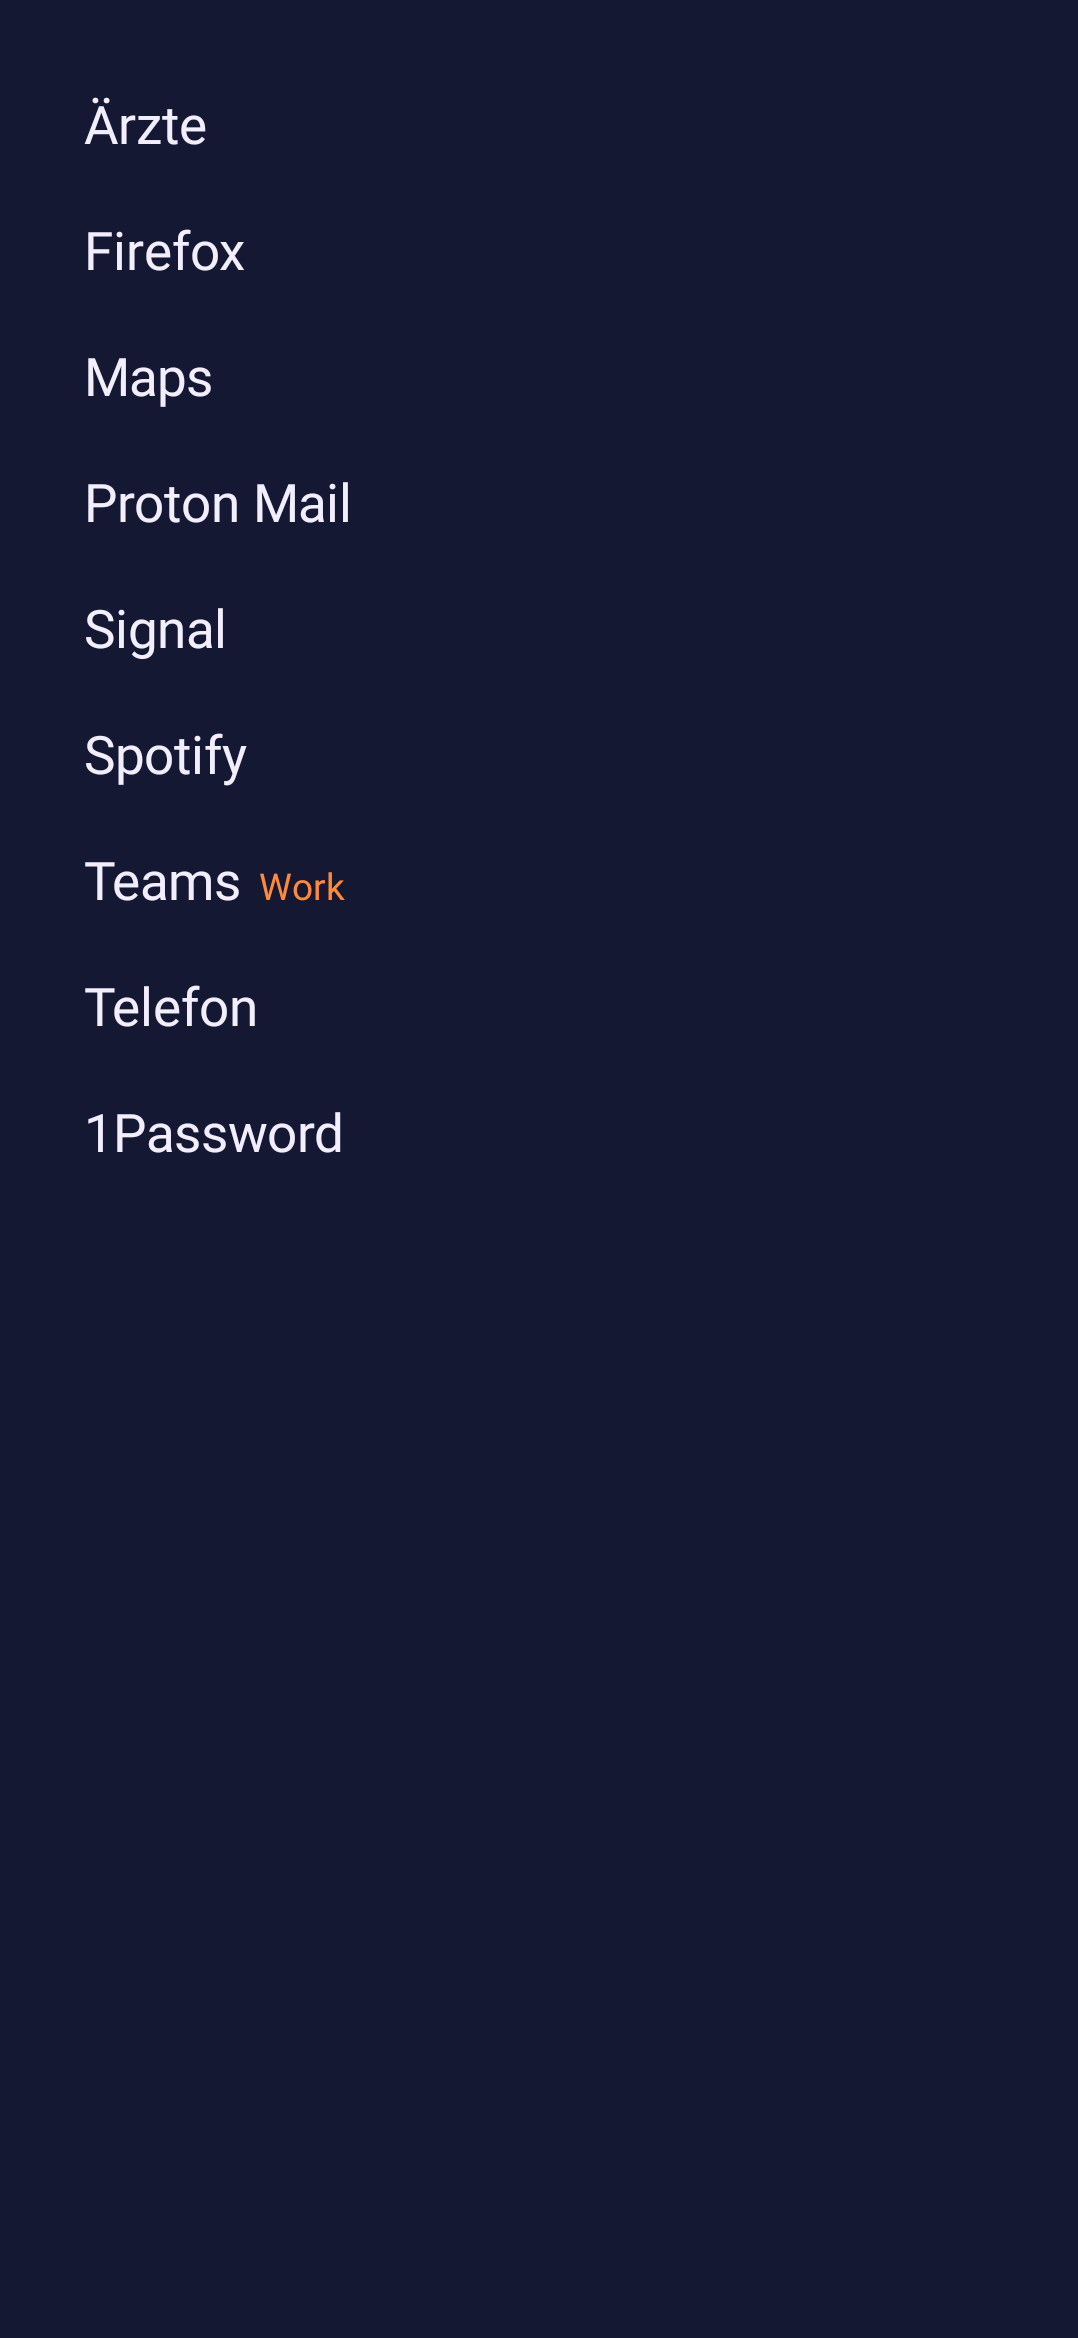 Ärzte
Firefox
Maps
Proton Mail
Signal
Spotify
Teams Work
Telefon
1Password